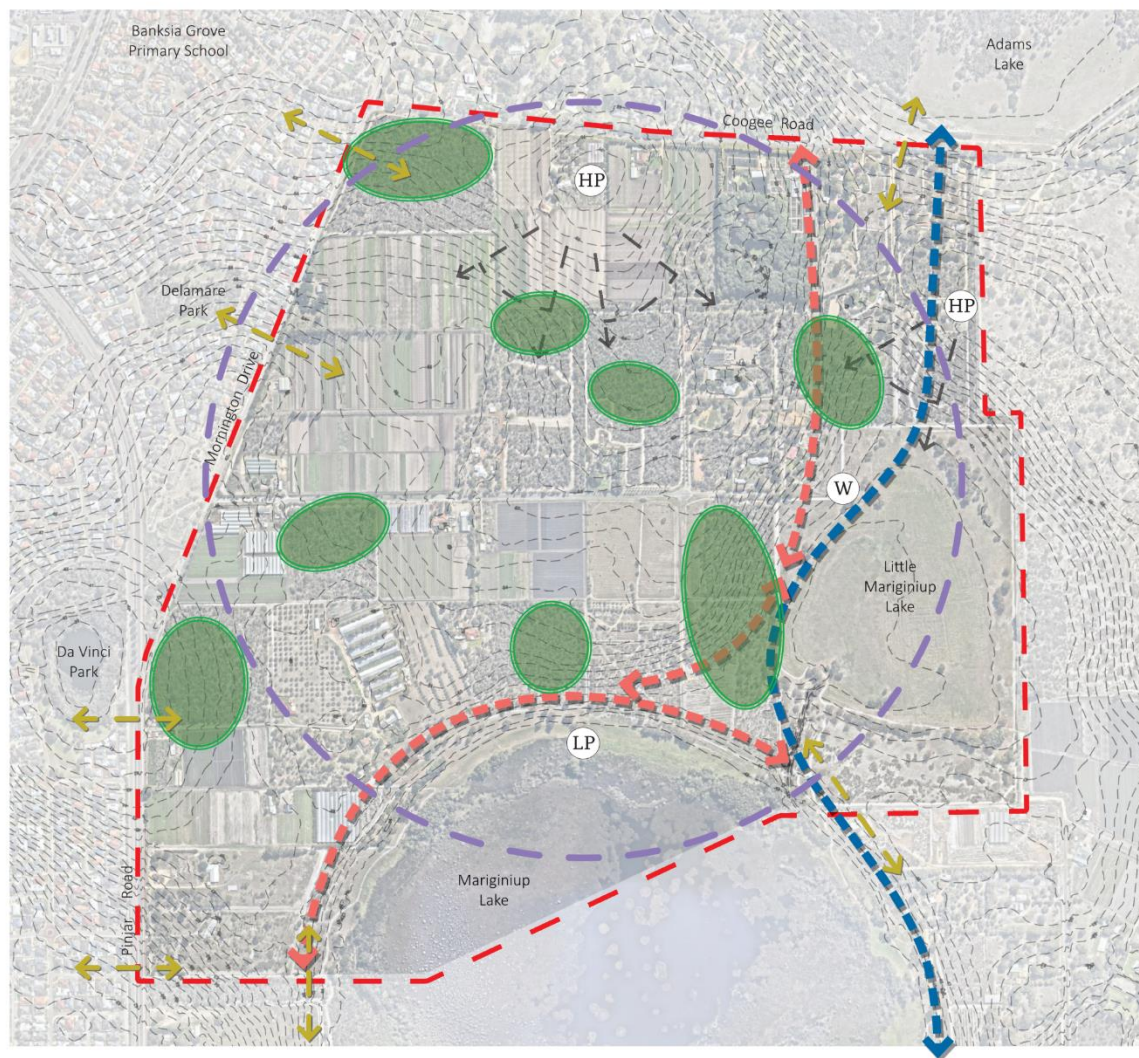 Banksia Grove
Primary School
Adams
Lake
Coogee Road
HP
Delamare
Park
HP
Mornington Drive
W
Little
Mariginiup
Lake
Da Vinci
Park
LP
Mariginiup
Lake
Pinjar Road